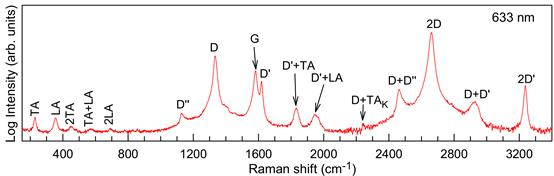 633 nm
2D
D
G
D'
D'+TA
D'+LA
D+D"
2D'
D+D'
D"
D+TAK
TA
LA
2TA
TA+LA
2LA
Log Intensity (arb. units)
400 800 1200 1600 2000 2400 2800 3200
Raman shift (cm-1)